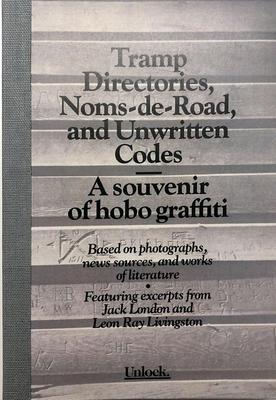 Tramp
Directories,
Noms-de-Road,
and Unwritten
Codes
A souvenir
of hobo graffiti
Based on photographs,
news sources, and works
of literature
•
Featuring excerpts from
Jack London and
Leon Ray Livingston
Unlock.